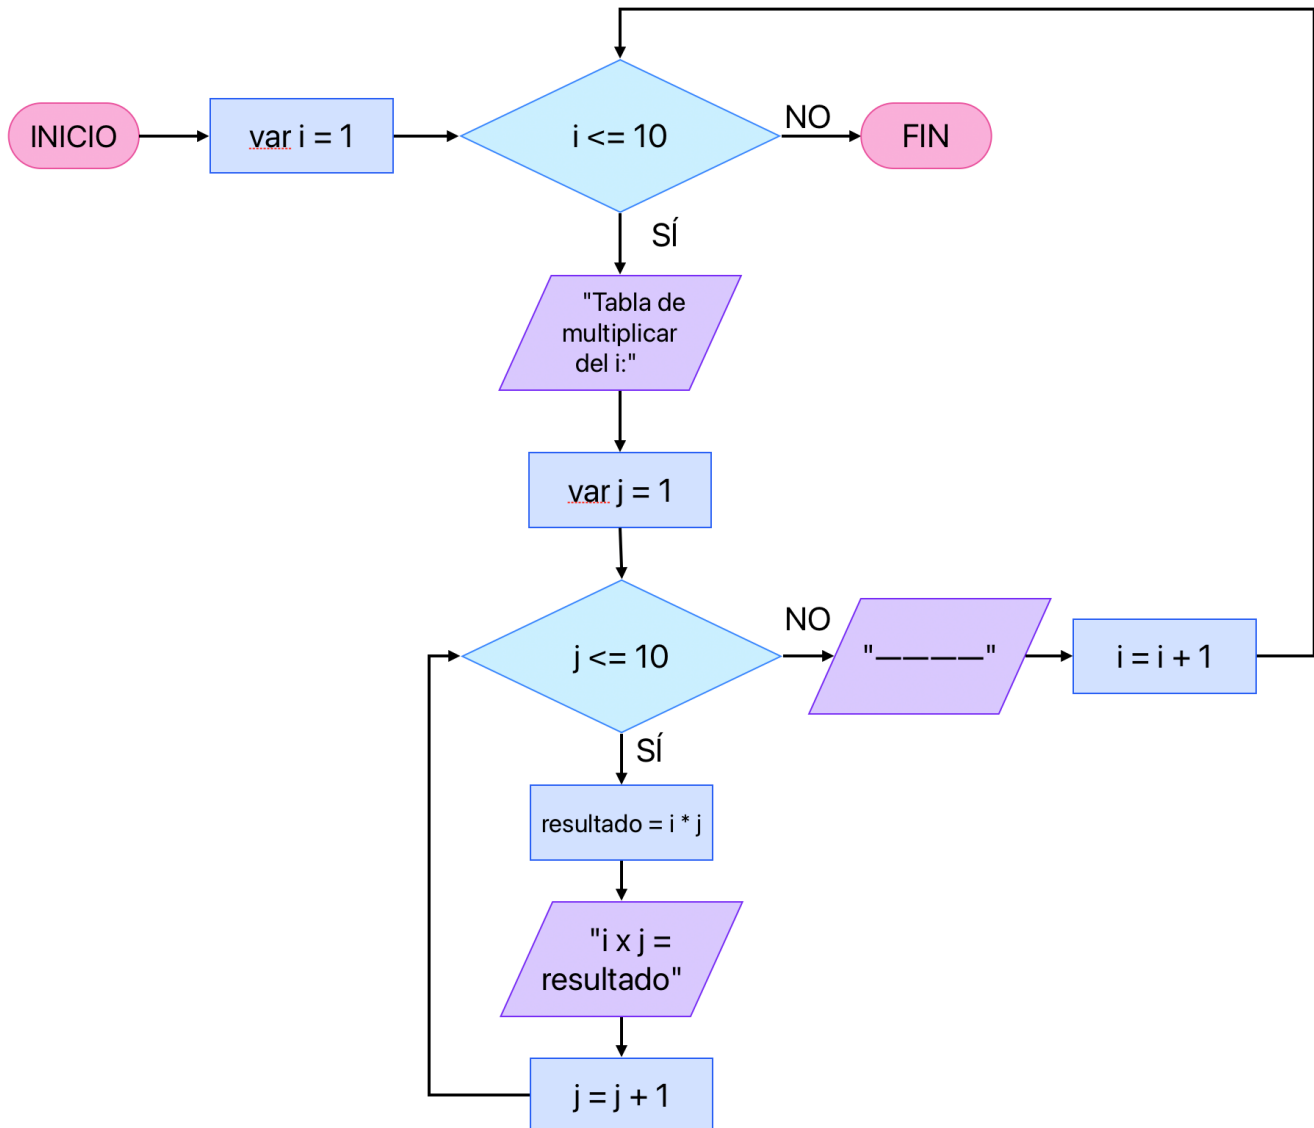 INICIO
var i = 1
i <= 10
NO
FIN
SÍ
"Tabla de
multiplicar
del i:"
var j = 1
j <= 10
NO
"————"
i = i + 1
SÍ
resultado = i * j
"i x j =
resultado"
j = j + 1